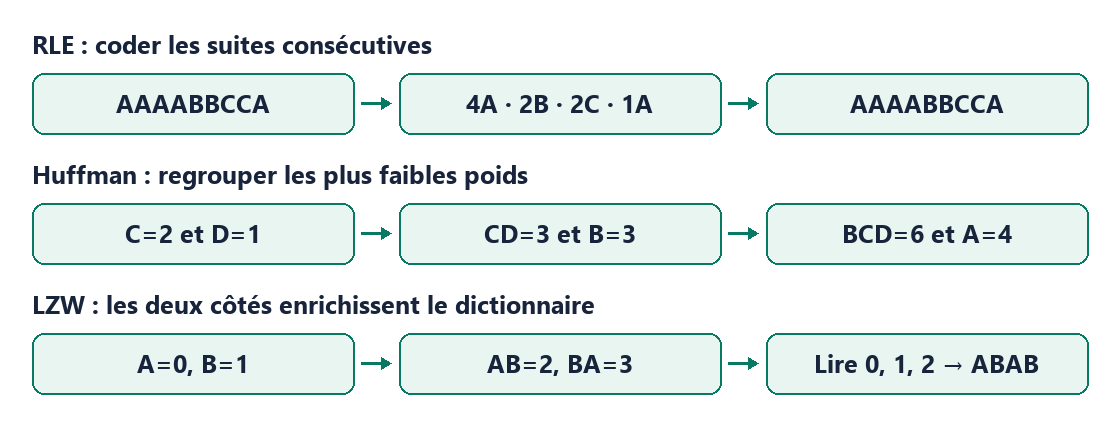 RLE : coder les suites consécutives
AAAABBCCA
4A · 2B · 2C · 1A
AAAABBCCA
Huffman : regrouper les plus faibles poids
C=2 et D=1
CD=3 et B=3
BCD=6 et A=4
LZW : les deux côtés enrichissent le dictionnaire
A=0, B=1
AB=2, BA=3
Lire 0, 1, 2 → ABAB